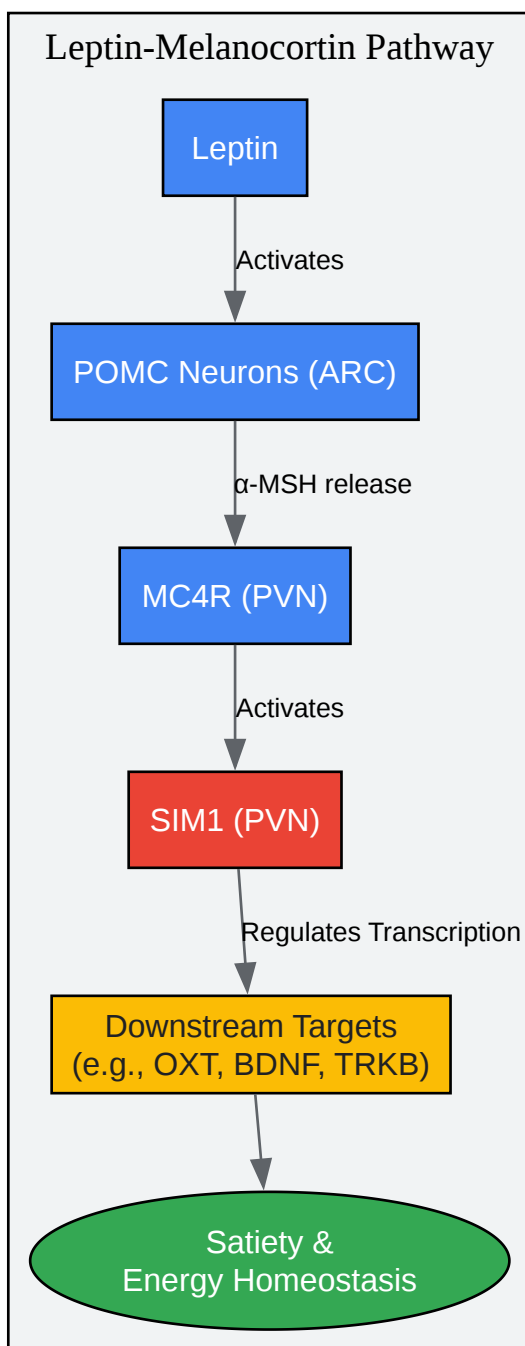 Leptin-Melanocortin Pathway
Leptin
Activates
POMC Neurons (ARC)
α-MSH release
MC4R (PVN)
Activates
SIM1 (PVN)
Regulates Transcription
Downstream Targets
(e.g., OXT, BDNF, TRKB)
Satiety &
Energy Homeostasis